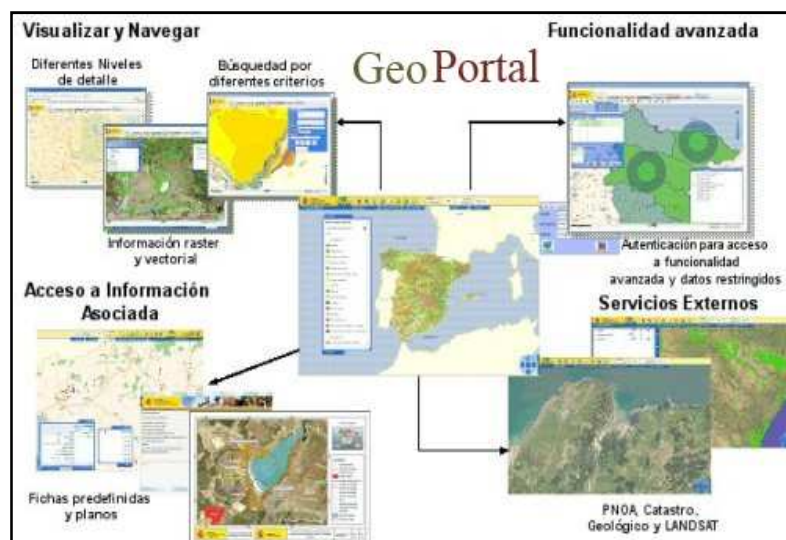 Visualizar y Navegar
Diferentes Niveles
de detalle
Búsquedad por
diferentes criterios
Información raster
y vectorial
GeoPortal
Funcionalidad avanzada
Autenticación para acceso
a funcionalidad
avanzada y datos restringidos
Acceso a Información
Asociada
Fichas predefinidas
y planos
Servicios Externos
PNOA, Catastro,
Geológico y LANDSAT